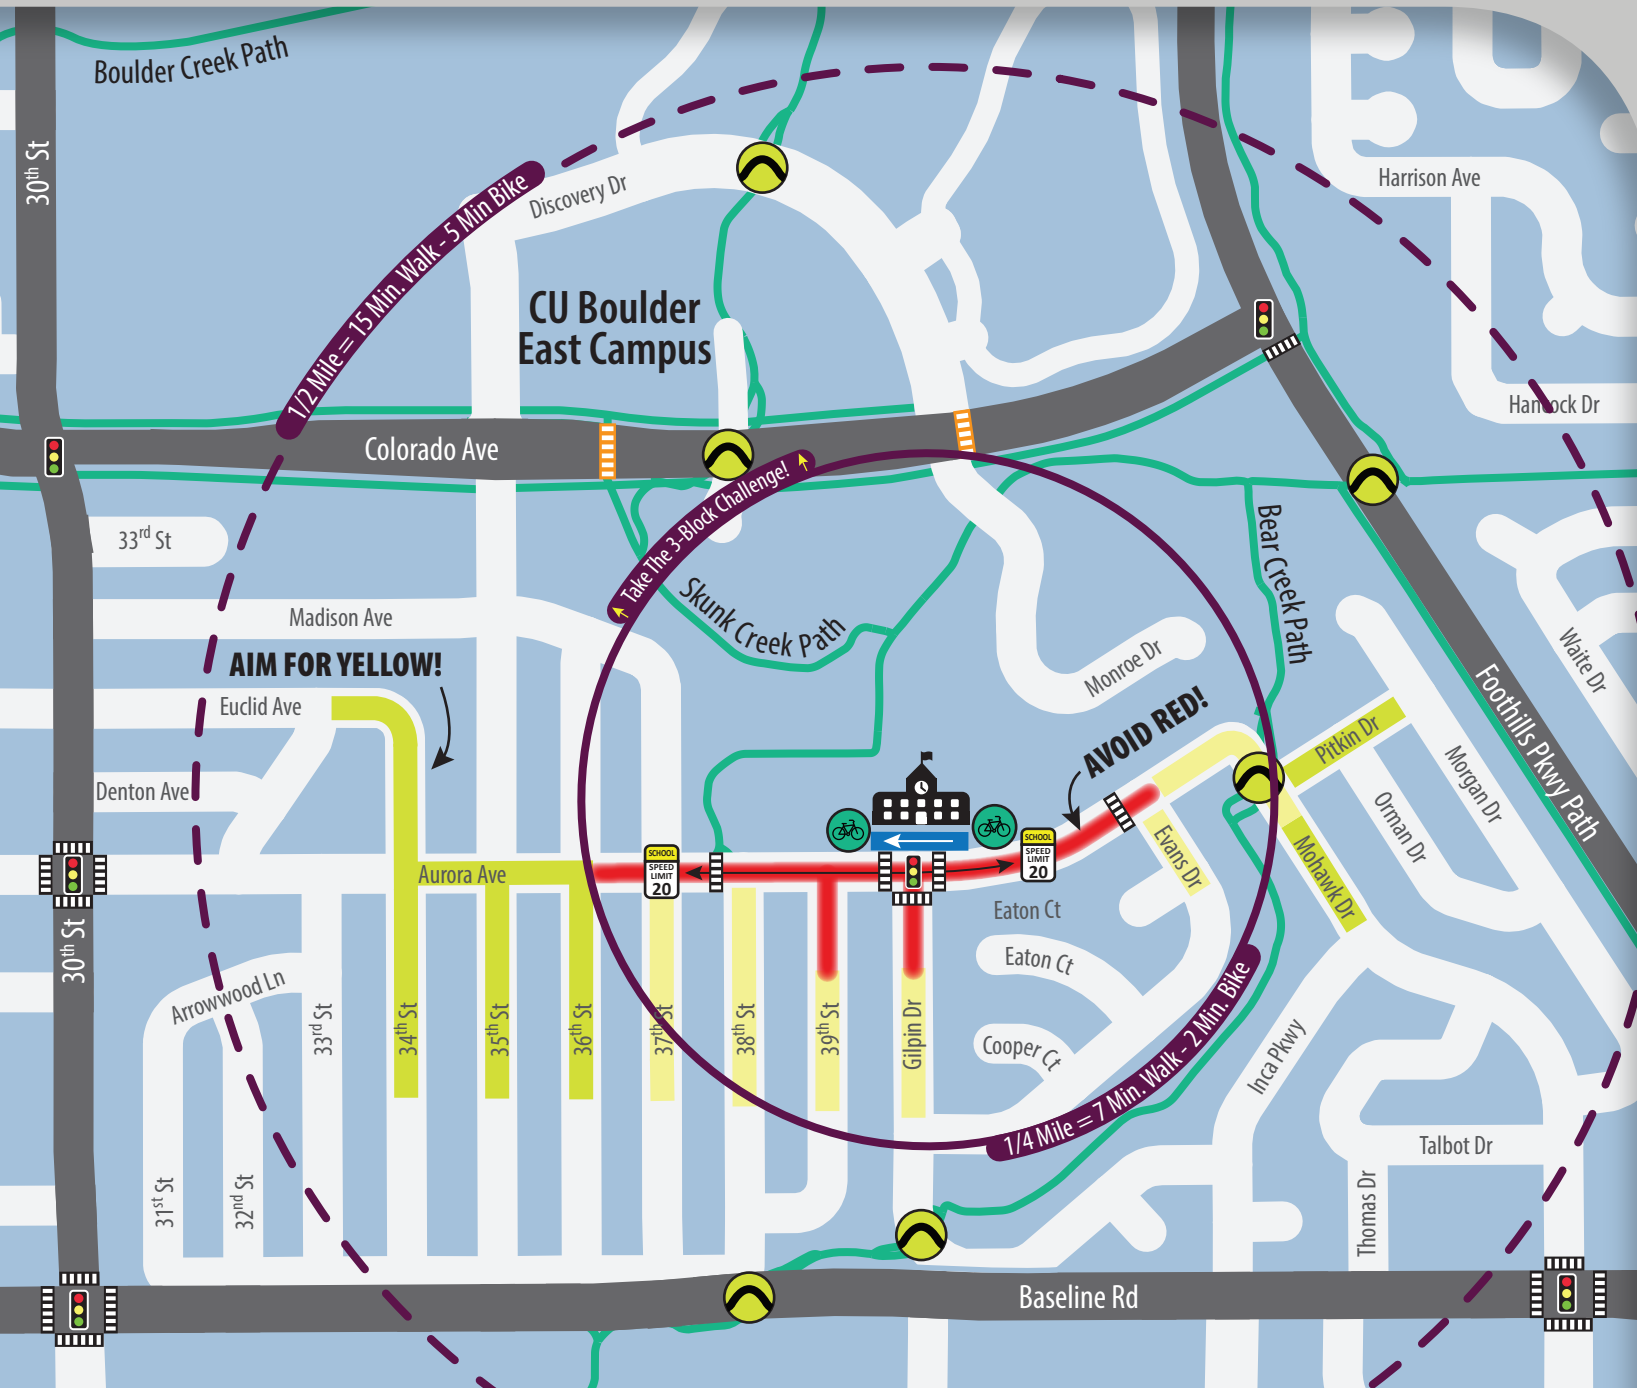 Boulder Creek Path
30th St
Discovery Dr
Harrison Ave
1/2 Mile = 15 Min. Walk - 5 Min Bike
CU Boulder
East Campus
Hancock Dr
Colorado Ave
Take The 3-Block Challenge!
33rd St
Bear Creek Path
Skunk Creek Path
Madison Ave
Monroe Dr
Waite Dr
AIM FOR YELLOW!
Euclid Ave
AVOID RED!
Pitkin Dr
Foothills Pkwy Path
Morgan Dr
Denton Ave
Orman Dr
Evans Dr
Mohawk Dr
SCHOOL
SPEED
LIMIT
20
SCHOOL
SPEED
LIMIT
20
Aurora Ave
Eaton Ct
30th St
Eaton Ct
Arrowwood Ln
33rd St
34th St
35th St
36th St
37th St
38th St
39th St
Gilpin Dr
Cooper Ct
1/4 Mile = 7 Min. Walk - 2 Min. Bike
Inca Pkwy
Talbot Dr
31st St
32nd St
Thomas Dr
Baseline Rd